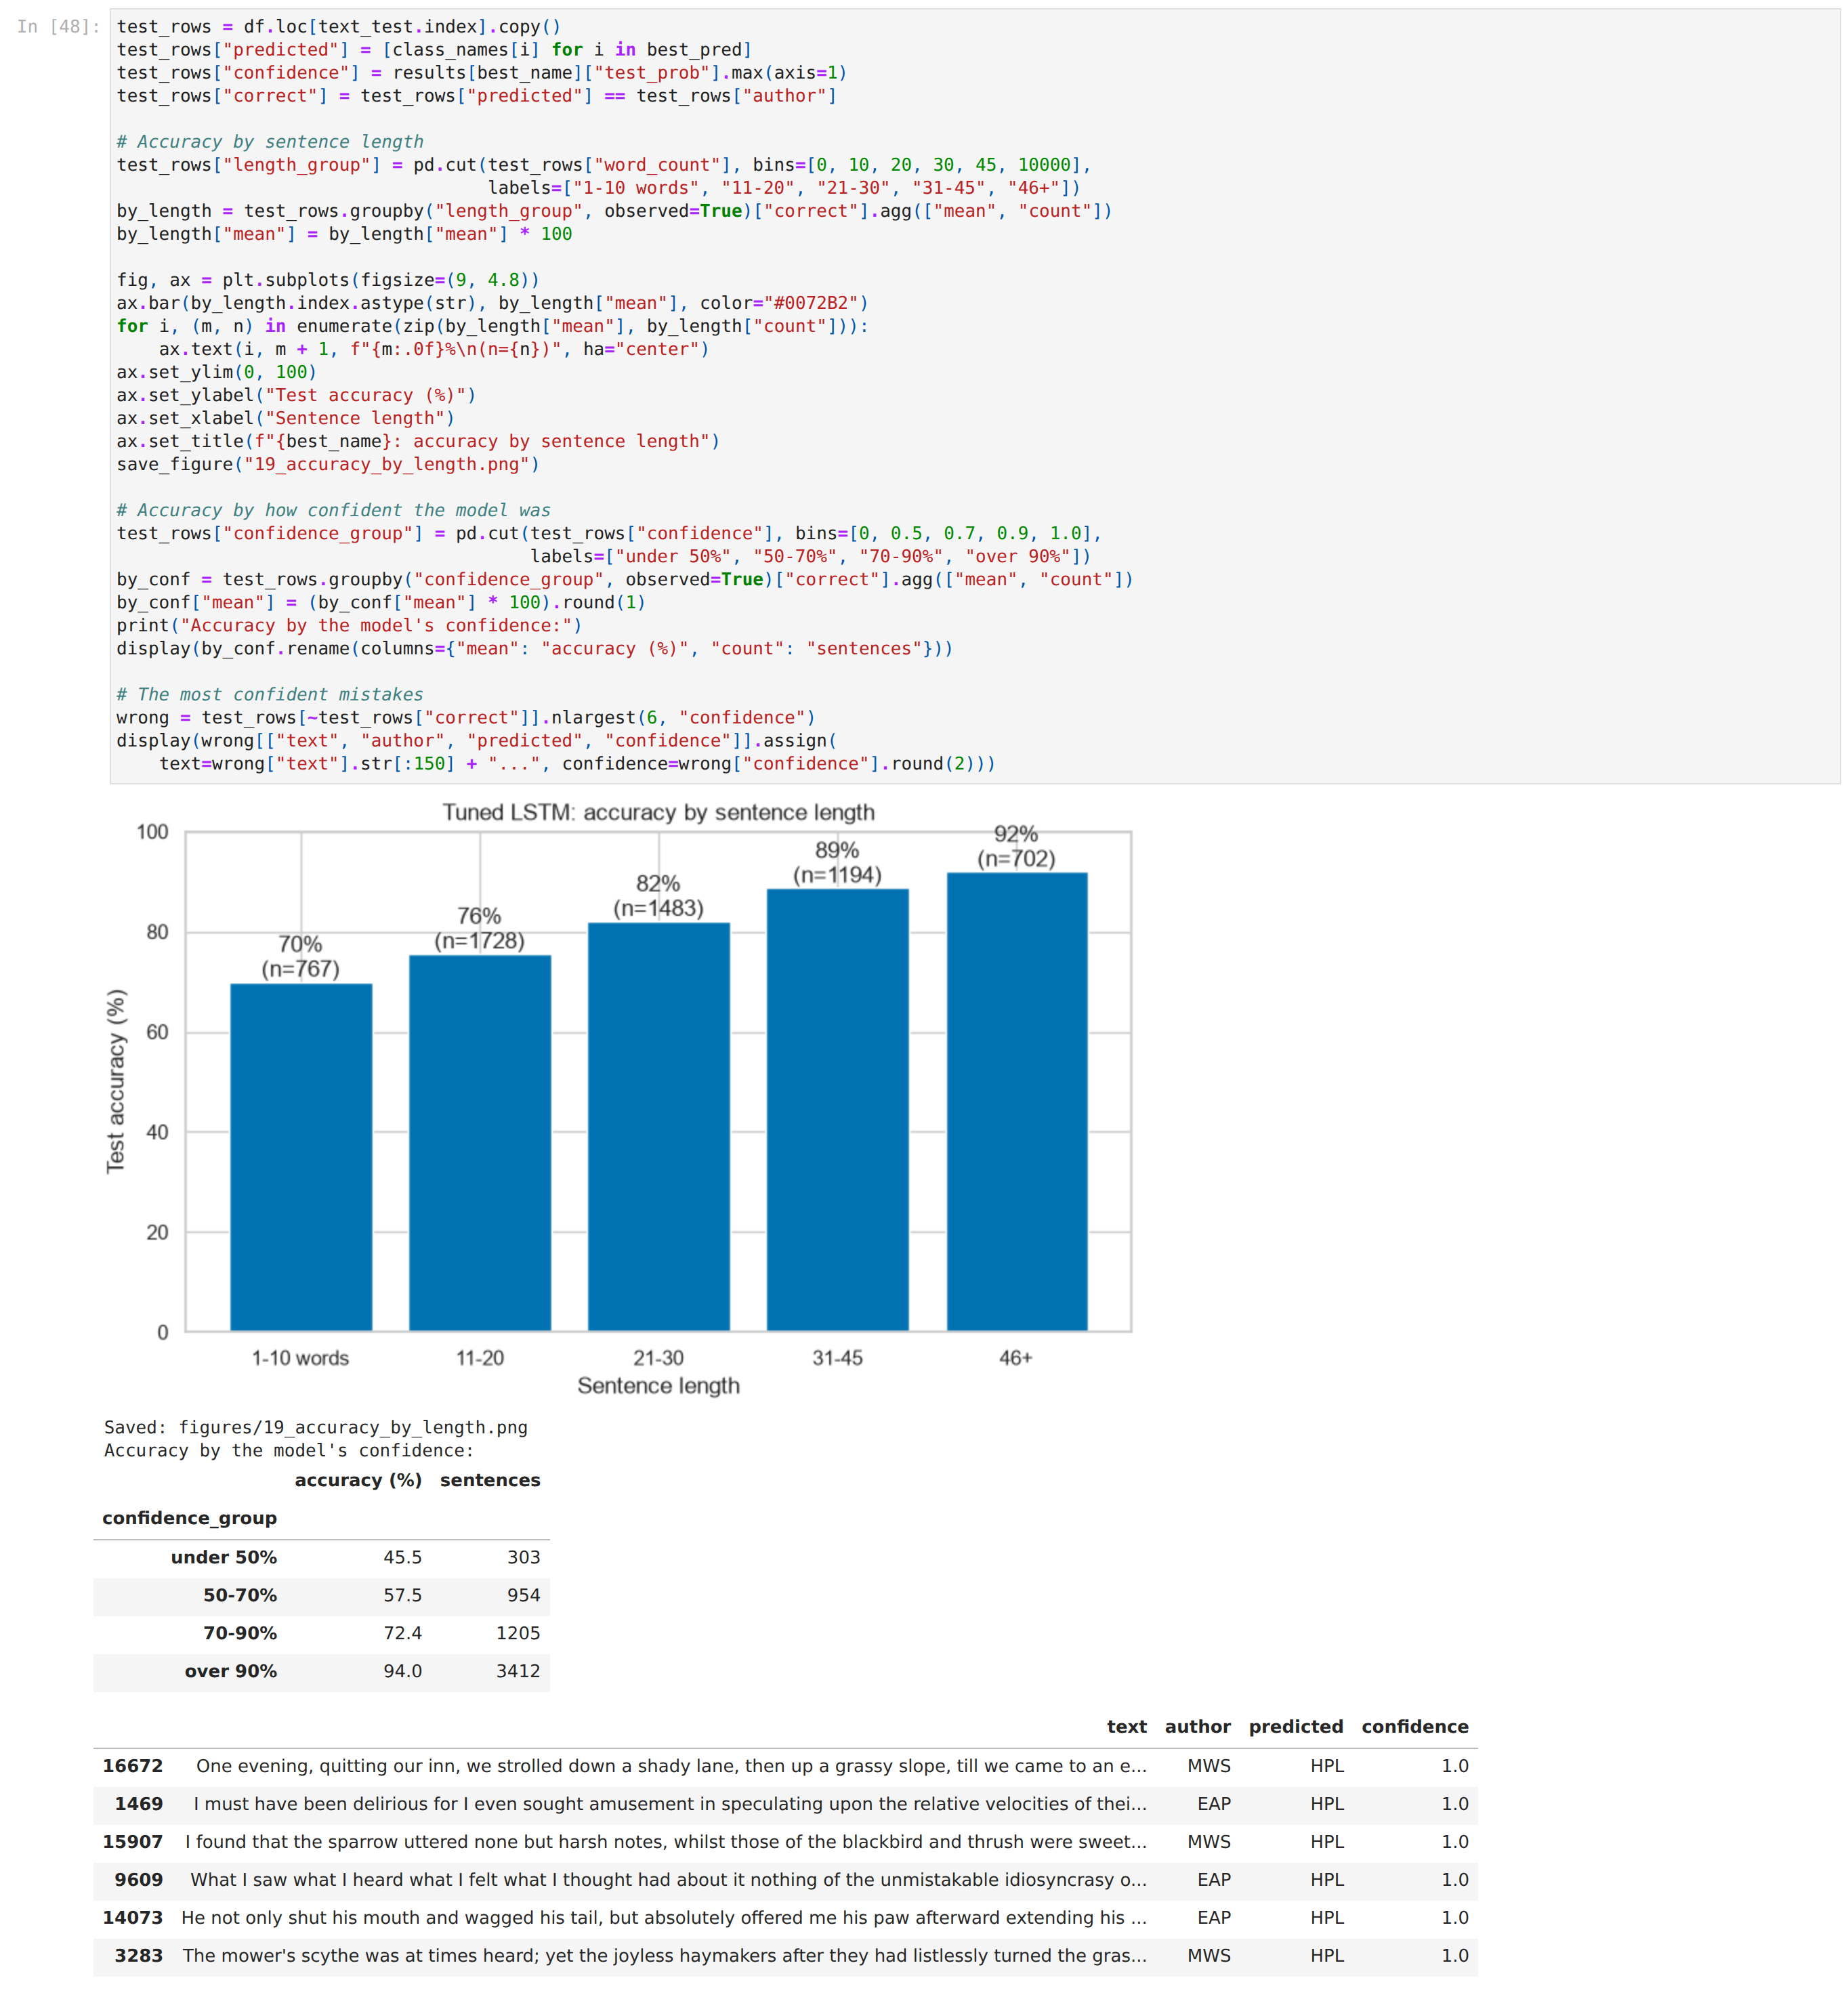 In [48]:
test_rows = df.loc[text_test.index].copy()
test_rows["predicted"] = [class_names[i] for i in best_pred]
test_rows["confidence"] = results[best_name]["test_prob"].max(axis=1)
test_rows["correct"] = test_rows["predicted"] == test_rows["author"]

# Accuracy by sentence length
test_rows["length_group"] = pd.cut(test_rows["word_count"], bins=[0, 10, 20, 30, 45, 10000],
                                   labels=["1-10 words", "11-20", "21-30", "31-45", "46+"])
by_length = test_rows.groupby("length_group", observed=True)["correct"].agg(["mean", "count"])
by_length["mean"] = by_length["mean"] * 100

fig, ax = plt.subplots(figsize=(9, 4.8))
ax.bar(by_length.index.astype(str), by_length["mean"], color="#0072B2")
for i, (m, n) in enumerate(zip(by_length["mean"], by_length["count"])):
    ax.text(i, m + 1, f"{m:.0f}%\n(n={n})", ha="center")
ax.set_ylim(0, 100)
ax.set_ylabel("Test accuracy (%)")
ax.set_xlabel("Sentence length")
ax.set_title(f"{best_name}: accuracy by sentence length")
save_figure("19_accuracy_by_length.png")

# Accuracy by how confident the model was
test_rows["confidence_group"] = pd.cut(test_rows["confidence"], bins=[0, 0.5, 0.7, 0.9, 1.0],
                                       labels=["under 50%", "50-70%", "70-90%", "over 90%"])
by_conf = test_rows.groupby("confidence_group", observed=True)["correct"].agg(["mean", "count"])
by_conf["mean"] = (by_conf["mean"] * 100).round(1)
print("Accuracy by the model's confidence:")
display(by_conf.rename(columns={"mean": "accuracy (%)", "count": "sentences"}))

# The most confident mistakes
wrong = test_rows[~test_rows["correct"]].nlargest(6, "confidence")
display(wrong[["text", "author", "predicted", "confidence"]].assign(
    text=wrong["text"].str[:150] + "...", confidence=wrong["confidence"].round(2)))
Tuned LSTM: accuracy by sentence length
100
80
60
40
20
0
Test accuracy (%)
70%
(n=767)
76%
(n=1728)
82%
(n=1483)
89%
(n=1194)
92%
(n=702)
1-10 words 11-20 21-30 31-45 46+
Sentence length
Saved: figures/19_accuracy_by_length.png
Accuracy by the model's confidence:
accuracy (%) sentences
confidence_group
under 50% 45.5 303
50-70% 57.5 954
70-90% 72.4 1205
over 90% 94.0 3412
text author predicted confidence
16672 One evening, quitting our inn, we strolled down a shady lane, then up a grassy slope, till we came to an e... MWS HPL 1.0
1469 I must have been delirious for I even sought amusement in speculating upon the relative velocities of thei... EAP HPL 1.0
15907 I found that the sparrow uttered none but harsh notes, whilst those of the blackbird and thrush were sweet... MWS HPL 1.0
9609 What I saw what I heard what I felt what I thought had about it nothing of the unmistakable idiosyncrasy o... EAP HPL 1.0
14073 He not only shut his mouth and wagged his tail, but absolutely offered me his paw afterward extending his ... EAP HPL 1.0
3283 The mower's scythe was at times heard; yet the joyless haymakers after they had listlessly turned the gras... MWS HPL 1.0